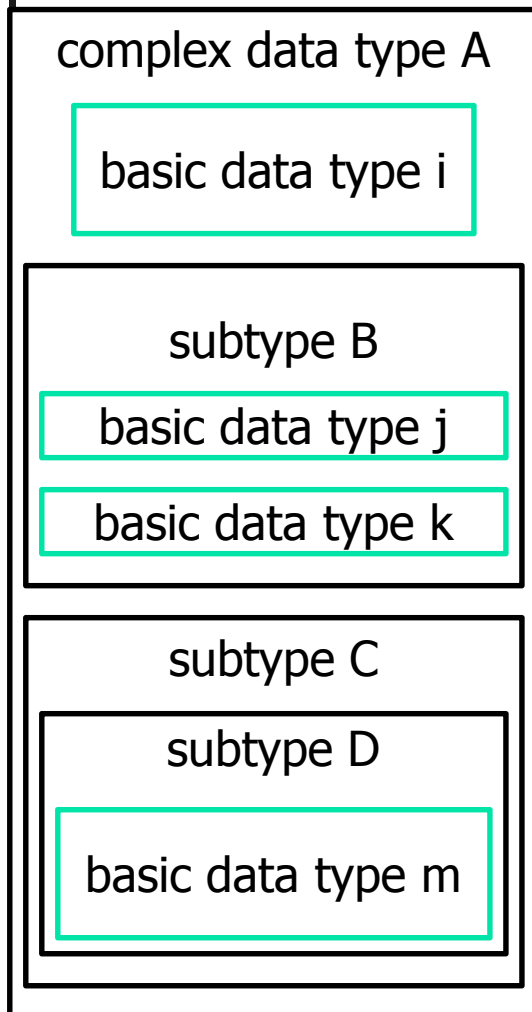 complex data type A
basic data type i
subtype B
basic data type j
basic data type k
subtype C
subtype D
basic data type m